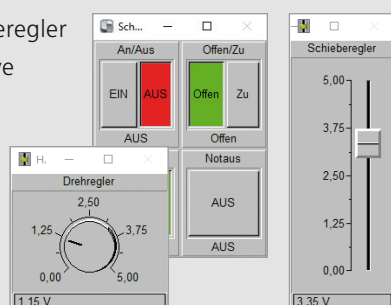 eregler
ve
Sch...
An/Aus
Offen/Zu
EIN
AUS
Offen
Zu
AUS
Offen
Notaus
AUS
AUS
H.
Drehregler
2,50
1,25
3,75
0,00
5,00
1,15 V
Schieberegler
5,00
3,75
2,50
1,25
0,00
3,35 V